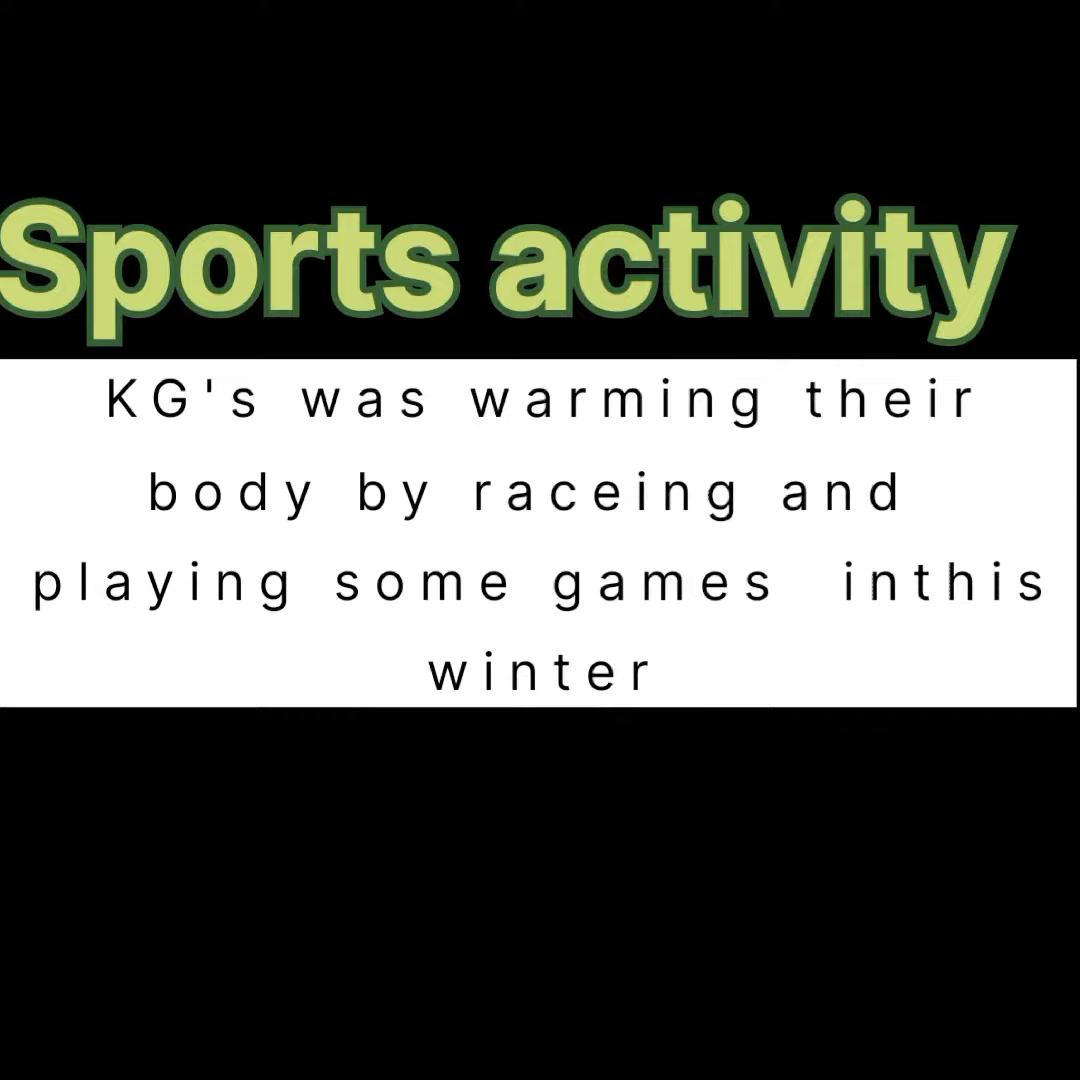 Sports activity
KG's was warming their
body by raceing and
playing some games  inthis
winter